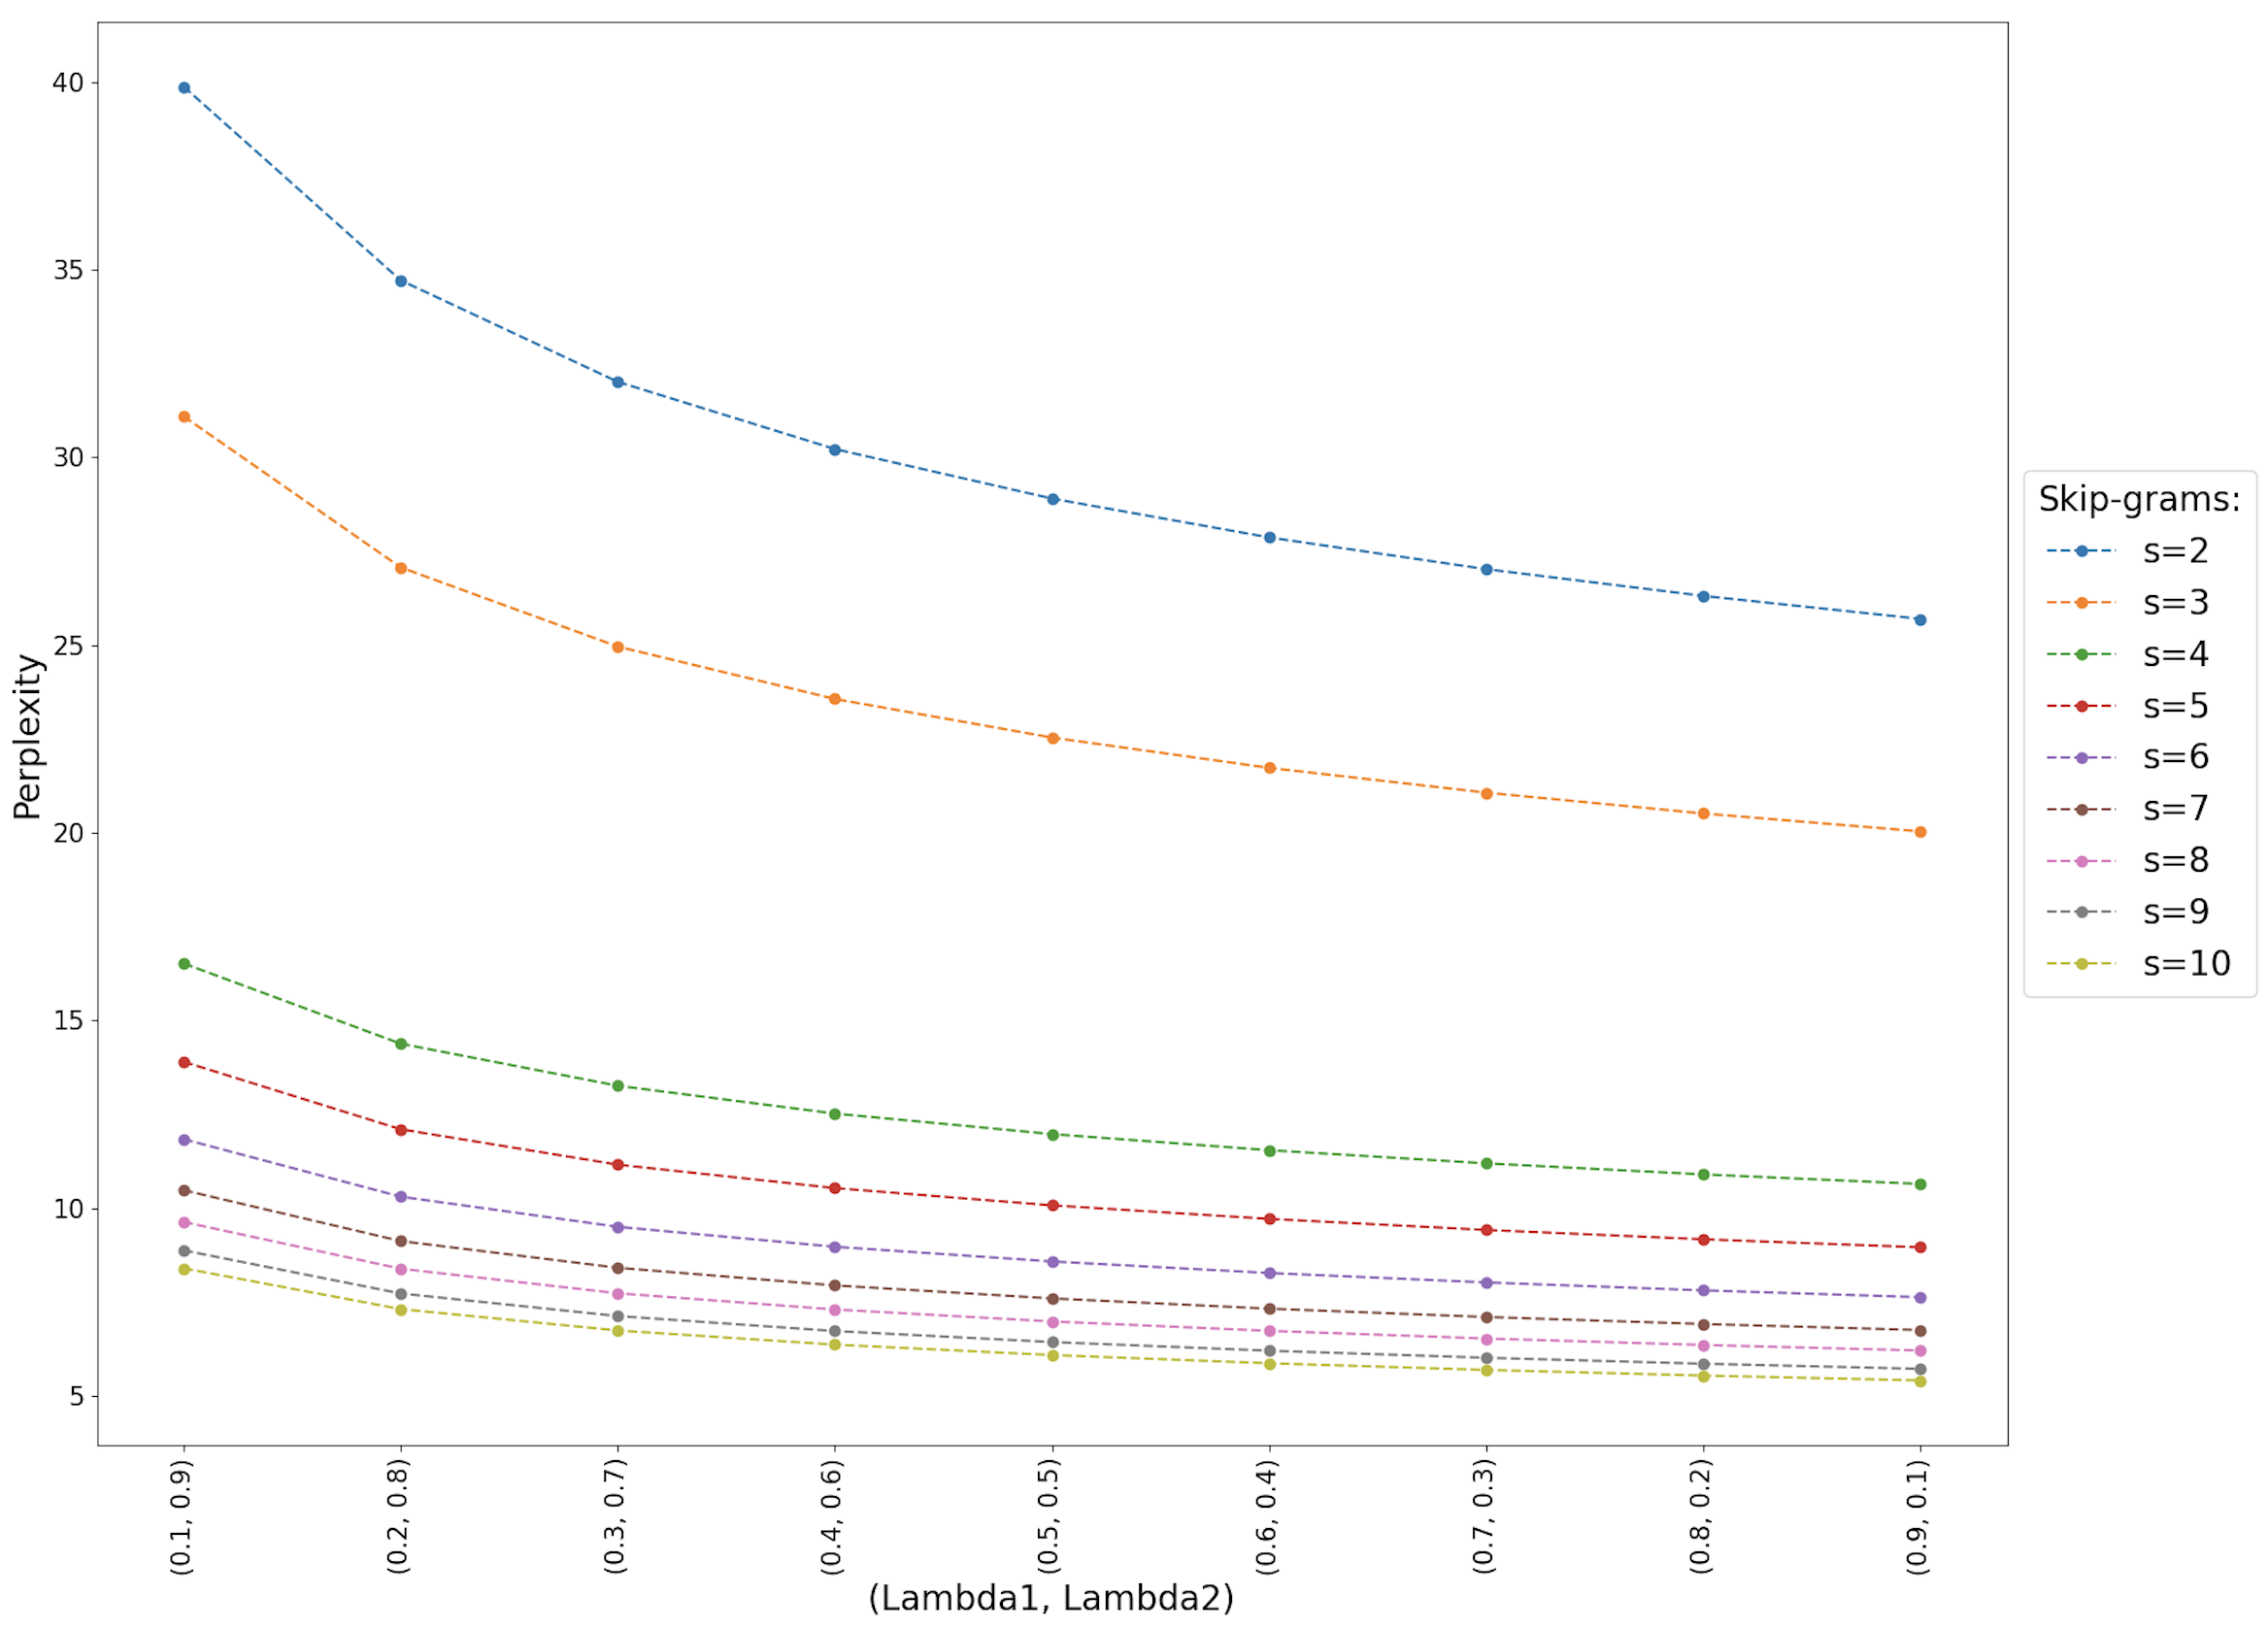 40
35
30
25
20
15
10
5
Perplexity
(0.1, 0.9)
(0.2, 0.8)
(0.3, 0.7)
(0.4, 0.6)
(0.5, 0.5)
(0.6, 0.4)
(0.7, 0.3)
(0.8, 0.2)
(0.9, 0.1)
(Lambda1, Lambda2)
Skip-grams:
s=2
s=3
s=4
s=5
s=6
s=7
s=8
s=9
s=10